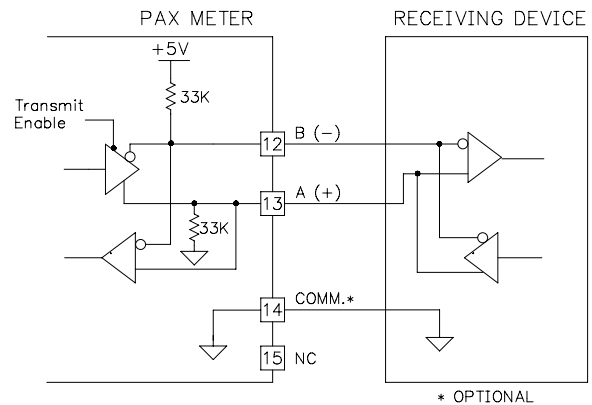 PAX METER
RECEIVING DEVICE
+5V
33K
Transmit
Enable
12
B (-)
13
A (+)
33K
14
COMM.*
15
NC
* OPTIONAL